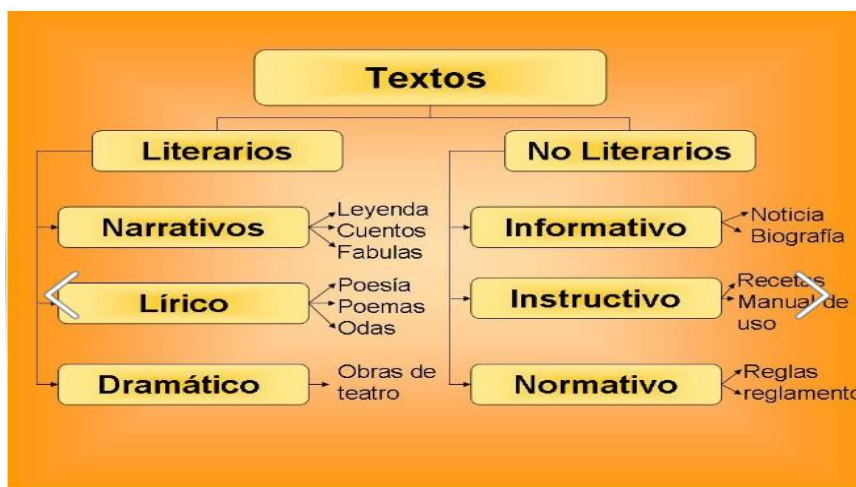 Textos
Literarios
No Literarios
Narrativos
Leyenda
Cuentos
Fabulas
Informativo
Noticia
Biografía
Lírico
Poesía
Poemas
Odas
Instructivo
Recetas
Manual de
uso
Dramático
Obras de
teatro
Normativo
Reglas
reglamento